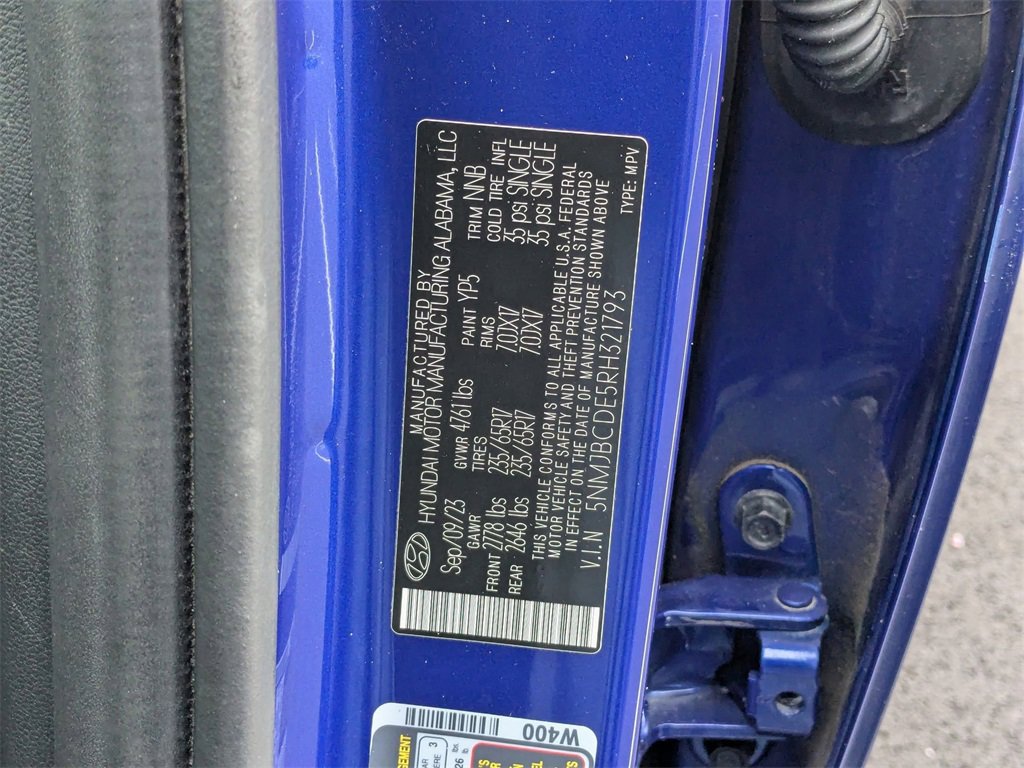 MANUFACTURED BY
HYUNDAI MOTOR MANUFACTURING ALABAMA, LLC
Sep/09/23 GVWR 4761 lbs PAINT YP5 TRIM NNB
GAWR TIRES RIMS COLD TIRE INFL
FRONT 2778 lbs 235/65R17 7.0JX17 35 psi SINGLE
REAR 2646 lbs 235/65R17 7.0JX17 35 psi SINGLE
THIS VEHICLE CONFORMS TO ALL APPLICABLE U.S.A. FEDERAL
MOTOR VEHICLE SAFETY AND THEFT PREVENTION STANDARDS
IN EFFECT ON THE DATE OF MANUFACTURE SHOWN ABOVE
V.I.N 5NMJBCDE5RH321793 TYPE: MPV
W400
3
26 lbs.